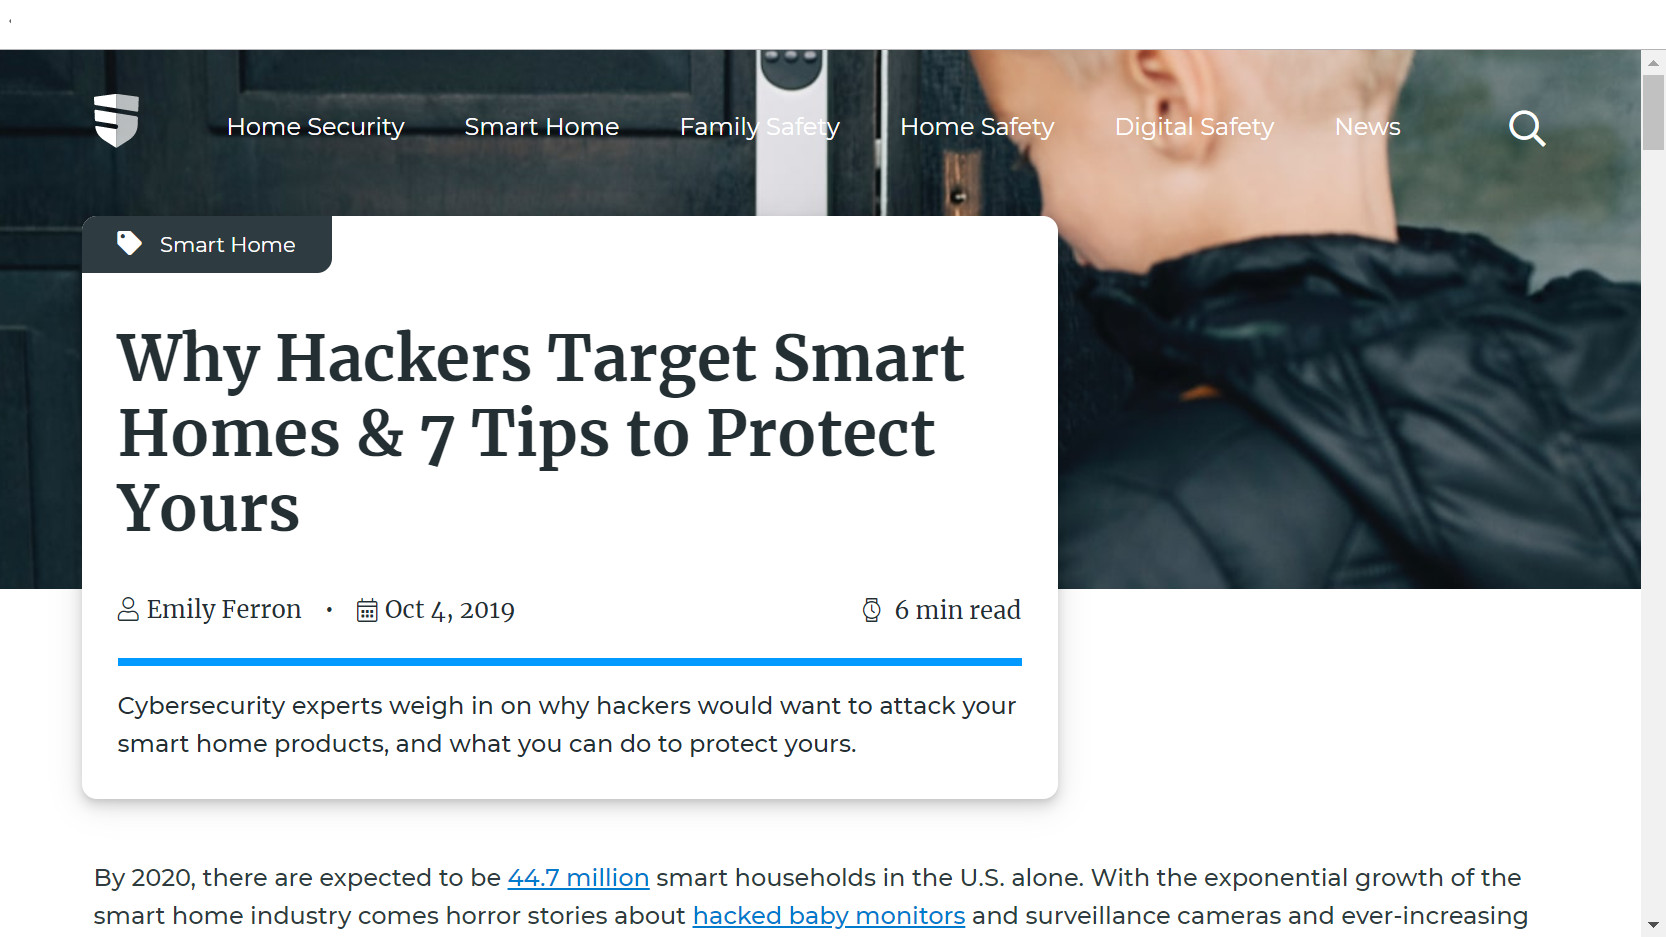 Home Security Smart Home Family Safety Home Safety Digital Safety News
Smart Home
Why Hackers Target Smart
Homes & 7 Tips to Protect
Yours
Emily Ferron • Oct 4, 2019 6 min read
Cybersecurity experts weigh in on why hackers would want to attack your
smart home products, and what you can do to protect yours.
By 2020, there are expected to be 44.7 million smart households in the U.S. alone. With the exponential growth of the
smart home industry comes horror stories about hacked baby monitors and surveillance cameras and ever-increasing